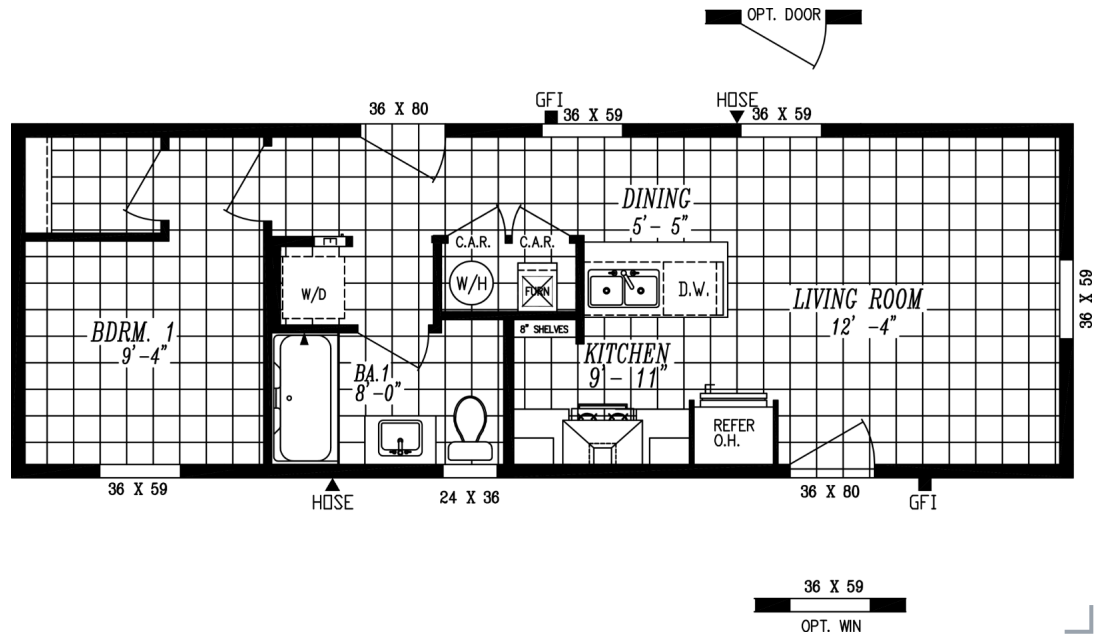 OPT. DOOR
GFI
HOSE
36 X 80
36 X 59
36 X 59
DINING
5'- 5"
C.A.R.
C.A.R.
W/H
FURN
W/D
D.W.
36 X 59
LIVING ROOM
12' -4"
BDRM. 1
9'-4"
8" SHELVES
KITCHEN
9'- 11"
BA.1
8'-0"
REFER
O.H.
36 X 59
HOSE
24 X 36
36 X 80
GFI
36 X 59
OPT. WIN